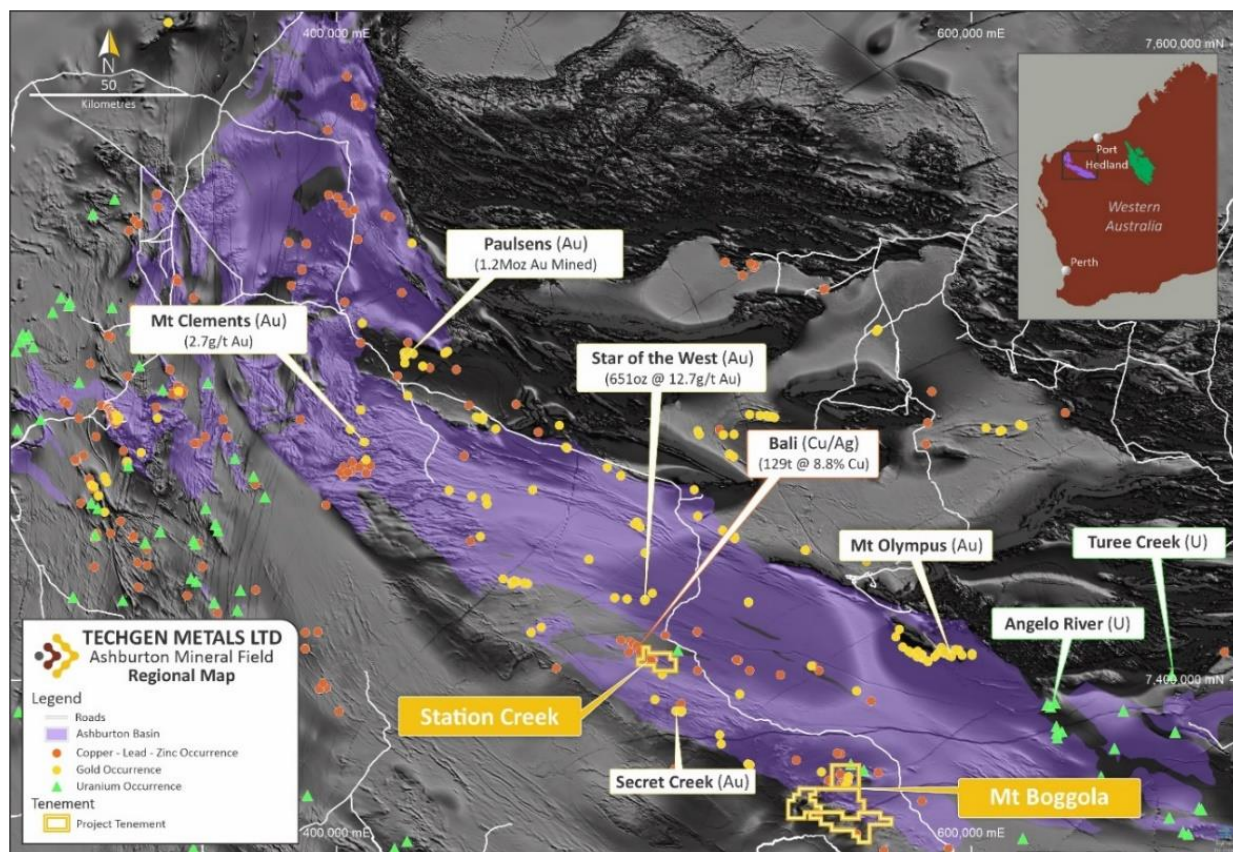 400,000 mE
600,000 mE
7,600,000 mN
N
50
Kilometres
Port
Hedland
Western
Australia
Perth
Paulsens (Au)
(1.2Moz Au Mined)
Mt Clements (Au)
(2.7g/t Au)
Star of the West (Au)
(651oz @ 12.7g/t Au)
Bali (Cu/Ag)
(129t @ 8.8% Cu)
Mt Olympus (Au)
Turee Creek (U)
Angelo River (U)
TECHGEN METALS LTD
Ashburton Mineral Field
Regional Map
Legend
Roads
Ashburton Basin
Copper - Lead - Zinc Occurrence
Gold Occurrence
Uranium Occurrence
Tenement
Project Tenement
7,400,000 mN
Station Creek
Secret Creek (Au)
Mt Boggola
400,000 mE
600,000 mE